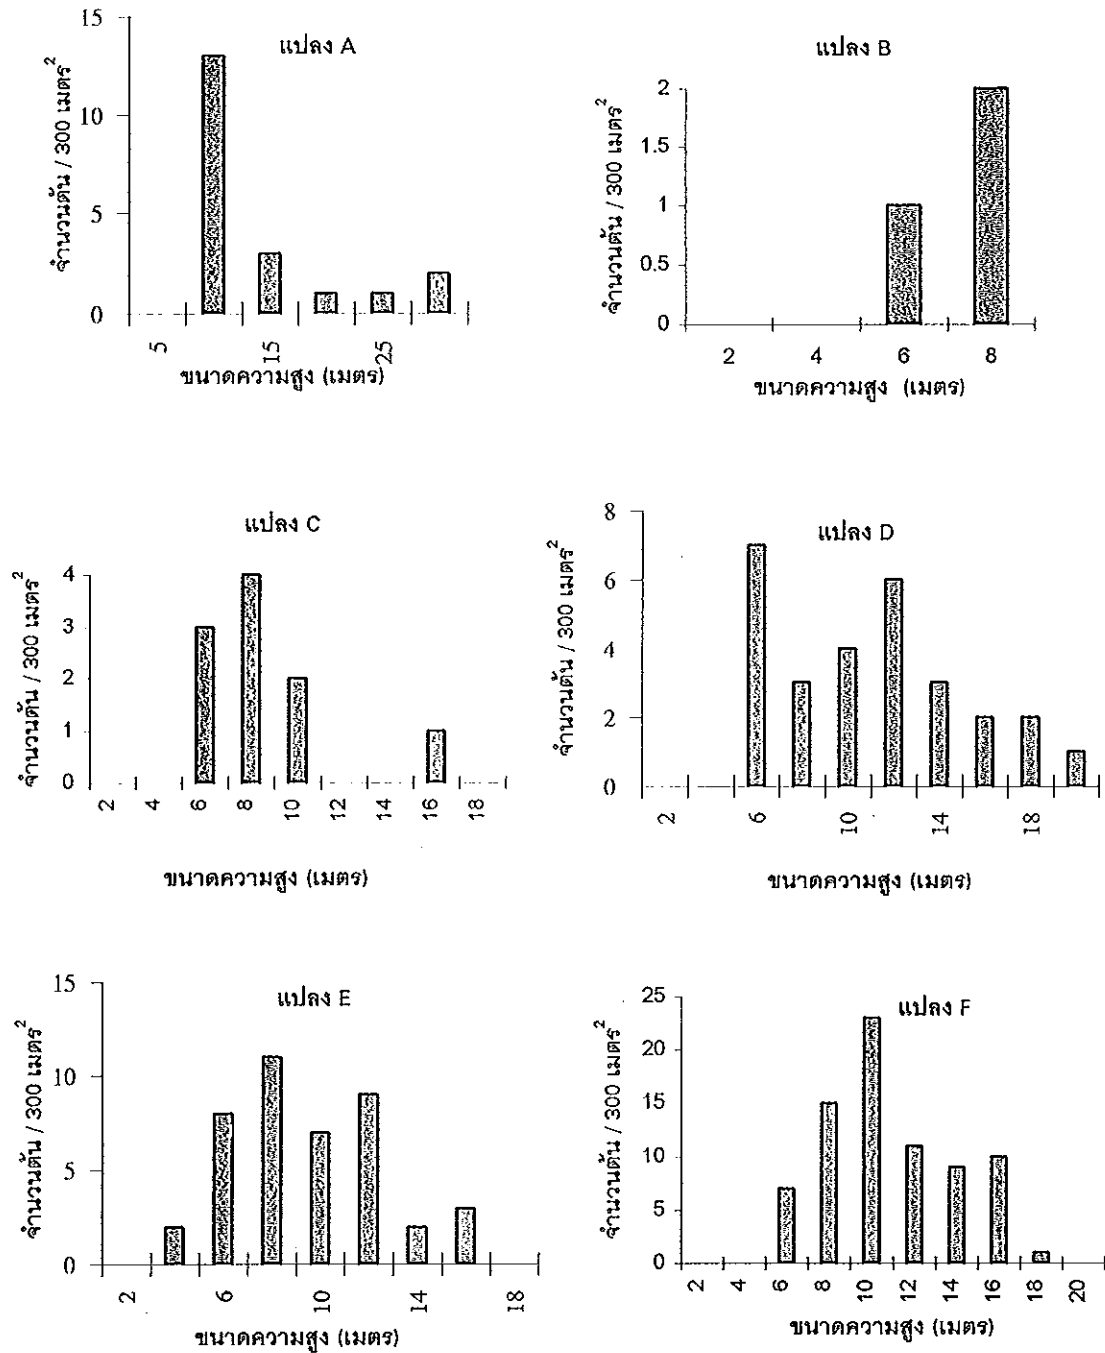 แปลง A
จำนวนต้น / 300 เมตร²
15
10
5
0
5 15 25
ขนาดความสูง (เมตร)
แปลง B
จำนวนต้น / 300 เมตร²
2
1.5
1
0.5
0
2 4 6 8
ขนาดความสูง (เมตร)
แปลง C
จำนวนต้น / 300 เมตร²
4
3
2
1
0
2 4 6 8 10 12 14 16 18
ขนาดความสูง (เมตร)
แปลง D
จำนวนต้น / 300 เมตร²
8
6
4
2
0
2 6 10 14 18
ขนาดความสูง (เมตร)
แปลง E
จำนวนต้น / 300 เมตร²
15
10
5
0
2 6 10 14 18
ขนาดความสูง (เมตร)
แปลง F
จำนวนต้น / 300 เมตร²
25
20
15
10
5
0
2 4 6 8 10 12 14 16 18 20
ขนาดความสูง (เมตร)